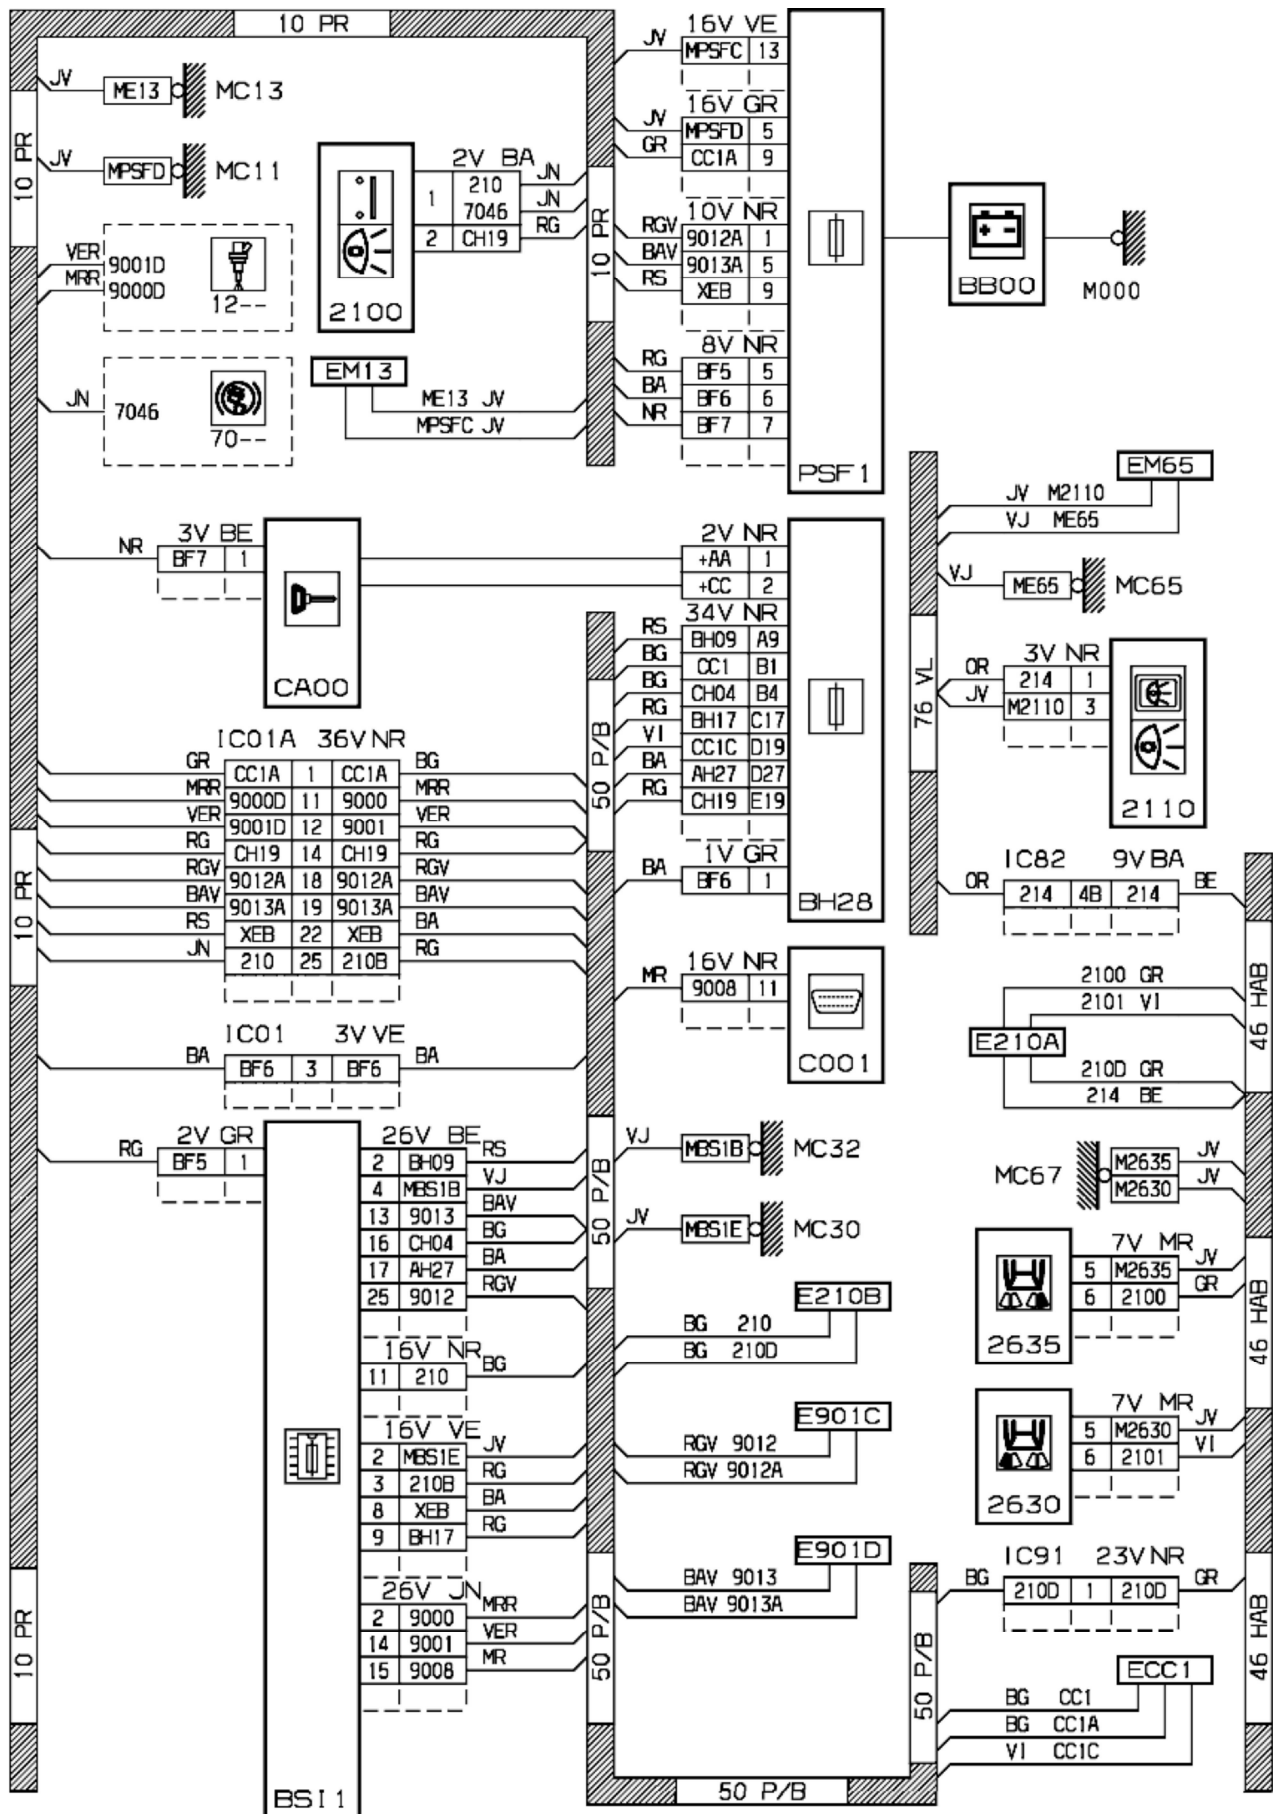 10 PR
JV ME13 MC13
10 PR
JV MPSFD MC11
2V BA
1 210 JN
7046 JN
2 CH19 RG
2100
VER 9001D
MRR 9000D
12--
JN 7046
70--
EM13
ME13 JV
MPSFC JV
10 PR
16V VE
JV MPSFC 13
16V GR
JV MPSFD 5
GR CC1A 9
10V NR
RGV 9012A 1
BAV 9013A 5
RS XEB 9
8V NR
RG BF5 5
BA BF6 6
NR BF7 7
PSF1
BB00
M000
3V BE
NR BF7 1
CA00
2V NR
+AA 1
+CC 2
34V NR
RS BH09 A9
BG CC1 B1
BG CH04 B4
RG BH17 C17
VI CC1C D19
BA AH27 D27
RG CH19 E19
1V GR
BA BF6 1
BH28
50 P/B
EM65
JV M2110
VJ ME65
VJ ME65 MC65
76 VL
3V NR
OR 214 1
JV M2110 3
2110
IC82 9V BA
OR 214 4B 214 BE
IC01A 36V NR
GR CC1A 1 CC1A BG
MRR 9000D 11 9000 MRR
VER 9001D 12 9001 VER
RG CH19 14 CH19 RG
RGV 9012A 18 9012A RGV
BAV 9013A 19 9013A BAV
RS XEB 22 XEB BA
JN 210 25 210B RG
10 PR
IC01 3V VE
BA BF6 3 BF6 BA
16V NR
MR 9008 11
C001
2100 GR
2101 VI
E210A
210D GR
214 BE
46 HAB
2V GR
RG BF5 1
26V BE
2 BH09 RS
4 MBS1B VJ
13 9013 BAV
16 CH04 BG
17 AH27 BA
25 9012 RGV
16V NR
11 210 BG
16V VE
2 MBS1E JV
3 210B RG
8 XEB BA
9 BH17 RG
26V JN
2 9000 MRR
14 9001 VER
15 9008 MR
BSI1
10 PR
50 P/B
VJ MBS1B MC32
JV MBS1E MC30
E210B
BG 210
BG 210D
E901C
RGV 9012
RGV 9012A
E901D
BAV 9013
BAV 9013A
50 P/B
MC67
M2635 JV
M2630 JV
7V MR
5 M2635 JV
6 2100 GR
2635
46 HAB
7V MR
5 M2630 JV
6 2101 VI
2630
IC91 23V NR
BG 210D 1 210D GR
46 HAB
50 P/B
ECC1
BG CC1
BG CC1A
VI CC1C
50 P/B